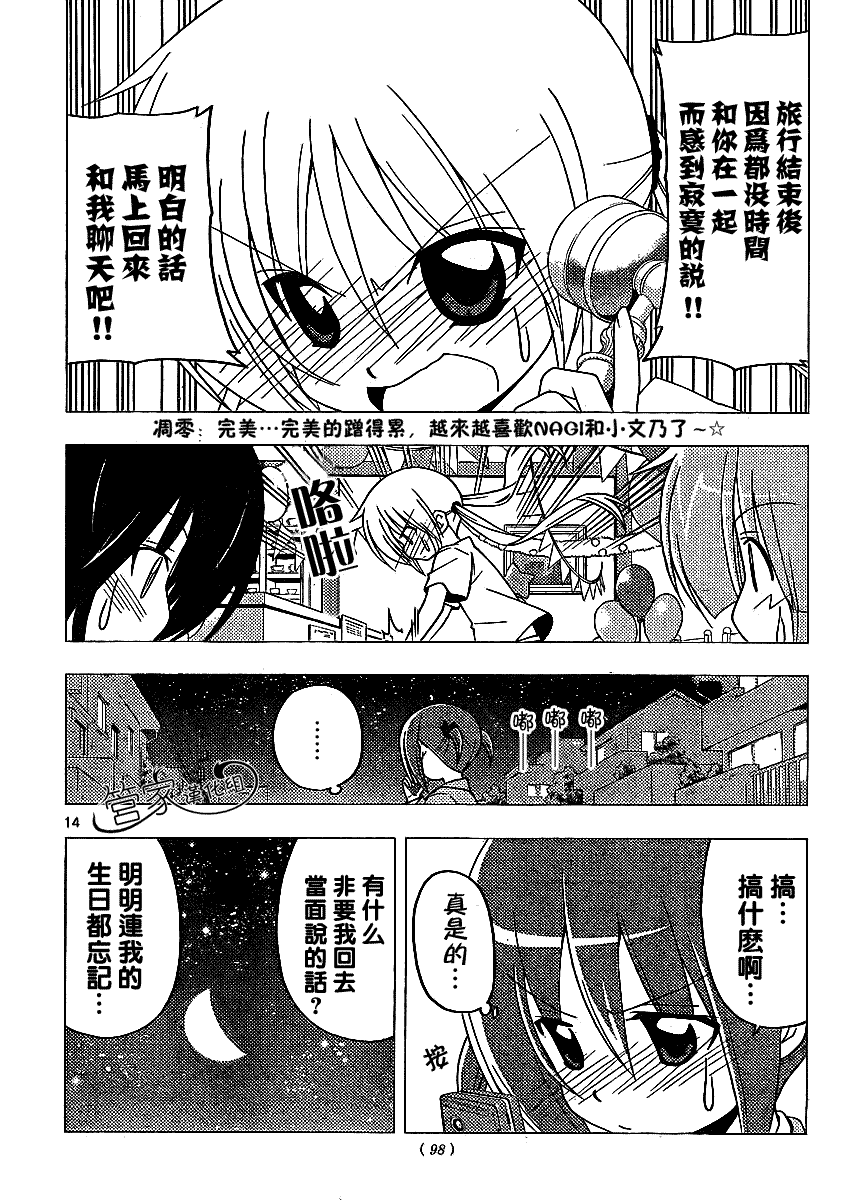 旅行結束後
因爲都没時間
和你在一起
而感到寂寞的說!!
明白的話
馬上回來
和我聊天吧!!
凋零：完美…完美的蹭得累，越來越喜歡NAGI和小文乃了～☆
咯啦
嘟
嘟
嘟
……
管家
14
搞…
搞什麽啊…
真是的…
按
有什么
非要我回去
當面說的話?
明明連我的
生日都忘記…
(98)